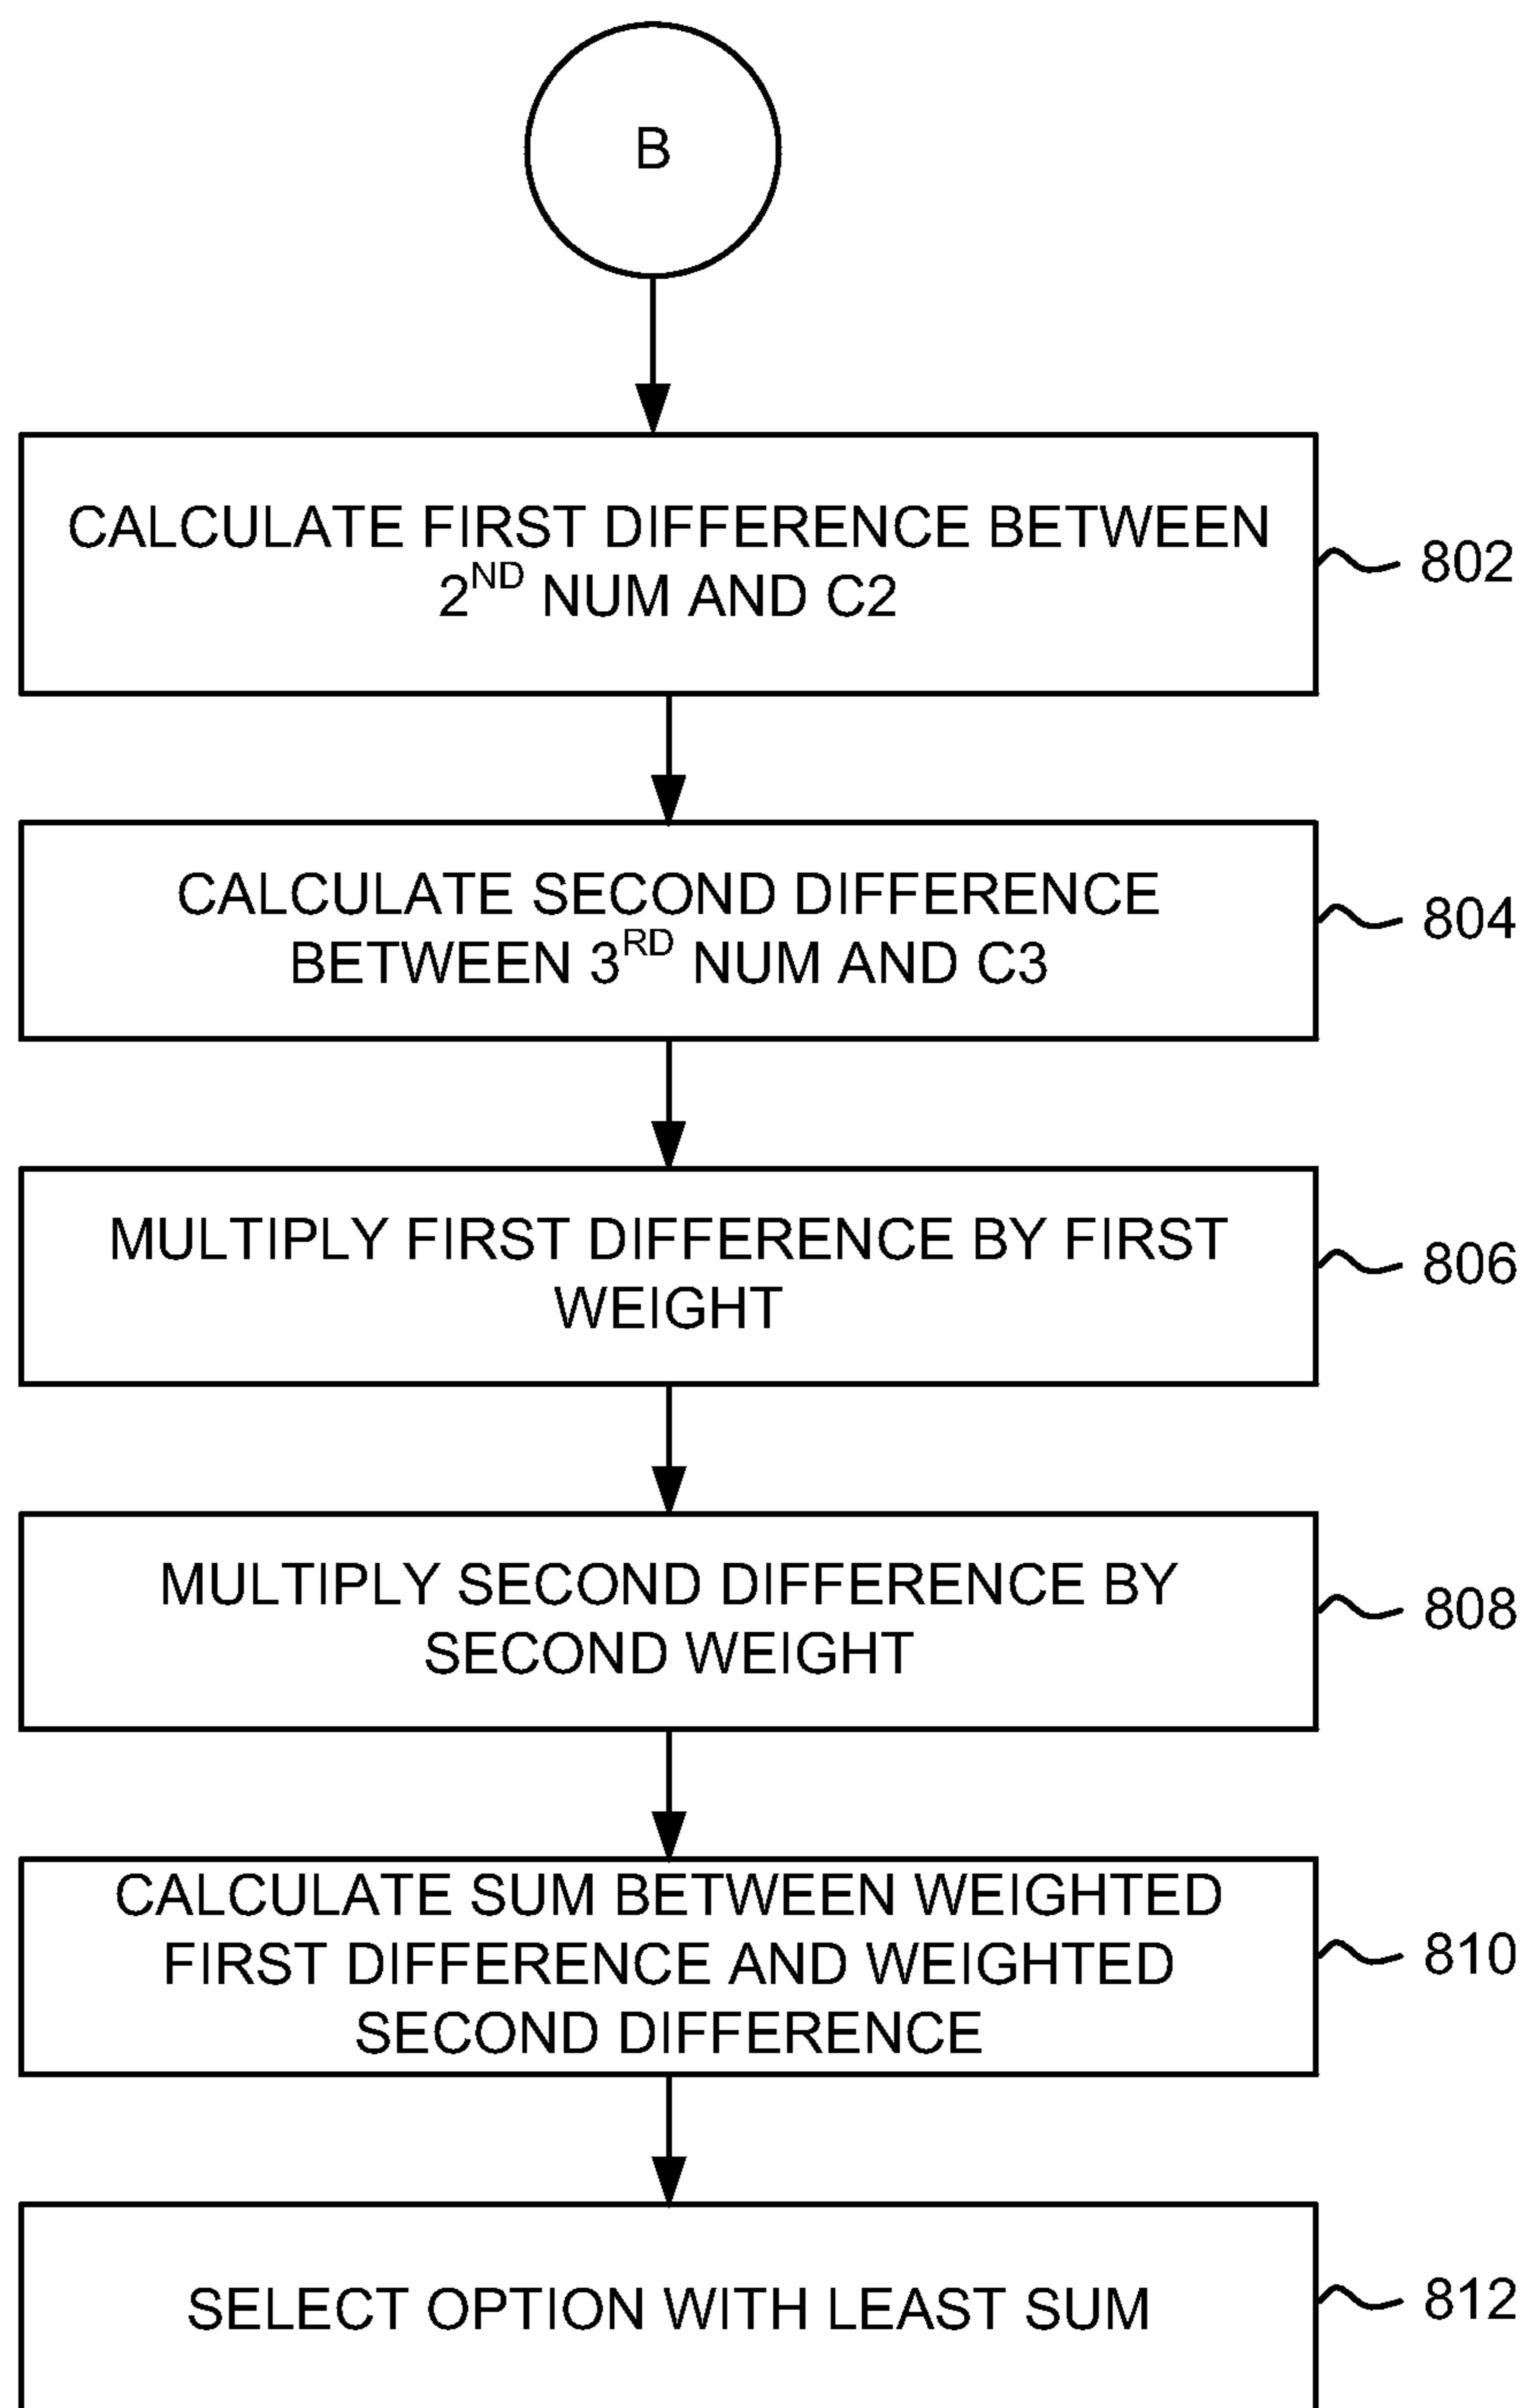 B
CALCULATE FIRST DIFFERENCE BETWEEN
2ND NUM AND C2
802
CALCULATE SECOND DIFFERENCE
BETWEEN 3RD NUM AND C3
804
MULTIPLY FIRST DIFFERENCE BY FIRST
WEIGHT
806
MULTIPLY SECOND DIFFERENCE BY
SECOND WEIGHT
808
CALCULATE SUM BETWEEN WEIGHTED
FIRST DIFFERENCE AND WEIGHTED
SECOND DIFFERENCE
810
SELECT OPTION WITH LEAST SUM
812